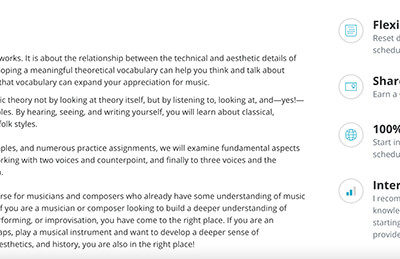 works. It is about the relationship between the technical and aesthetic details of
oping a meaningful theoretical vocabulary can help you think and talk about
that vocabulary can expand your appreciation for music.
ic theory not by looking at theory itself, but by listening to, looking at, and—yes!—
les. By hearing, seeing, and writing yourself, you will learn about classical,
folk styles.
ples, and numerous practice assignments, we will examine fundamental aspects
rking with two voices and counterpoint, and finally to three voices and the
rse for musicians and composers who already have some understanding of music
f you are a musician or composer looking to build a deeper understanding of
rforming, or improvisation, you have come to the right place. If you are an
aps, play a musical instrument and want to develop a deeper sense of
esthetics, and history, you are also in the right place!
Flexi
Reset d
schedu
Share
Earn a
100%
Start in
schedu
Inter
I recom
knowle
starting
provide